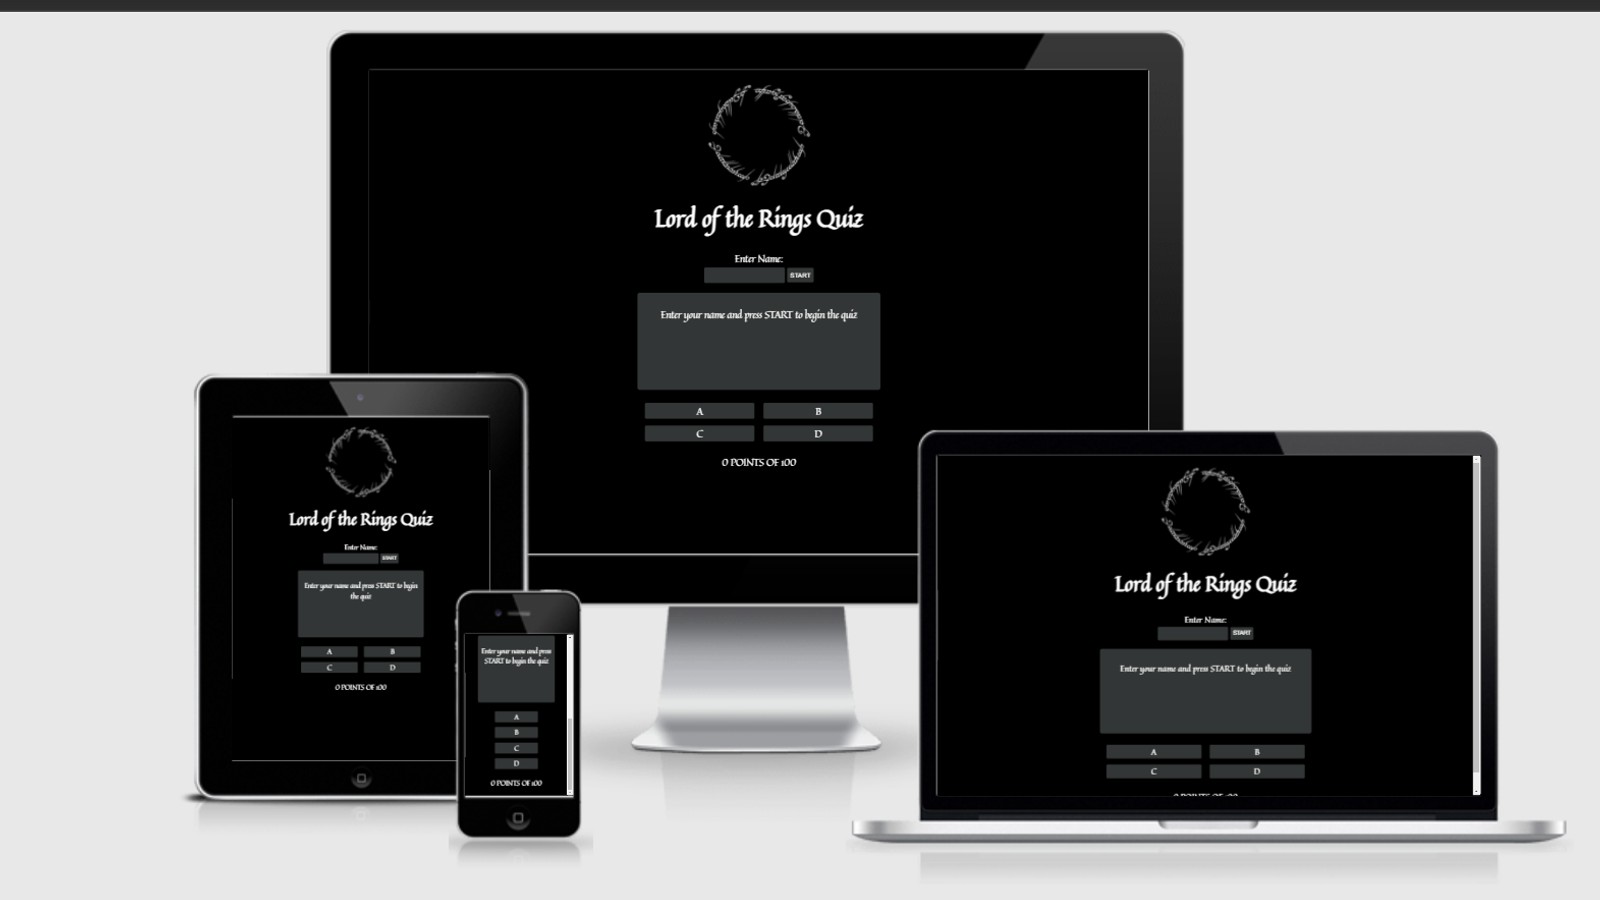 Lord of the Rings Quiz
Enter Name:
START
Enter your name and press START to begin the quiz
A
B
C
D
0 POINTS OF 100
Lord of the Rings Quiz
Enter Name:
START
Enter your name and press START to begin
the quiz
A
B
C
D
0 POINTS OF 100
Enter your name and press
START to begin the quiz
A
B
C
D
0 POINTS OF 100
Lord of the Rings Quiz
Enter Name:
START
Enter your name and press START to begin the quiz
A
B
C
D
0 POINTS OF 100